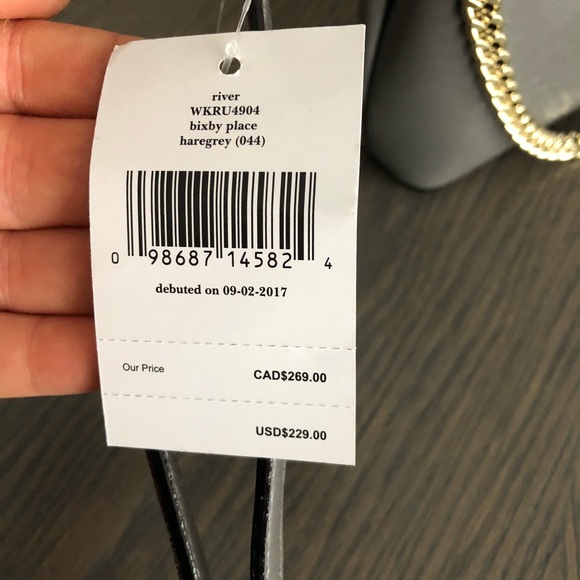 river
WKRU4904
bixby place
haregrey (044)
0 98687 14582 4
debuted on 09-02-2017
Our Price CAD$269.00
USD$229.00